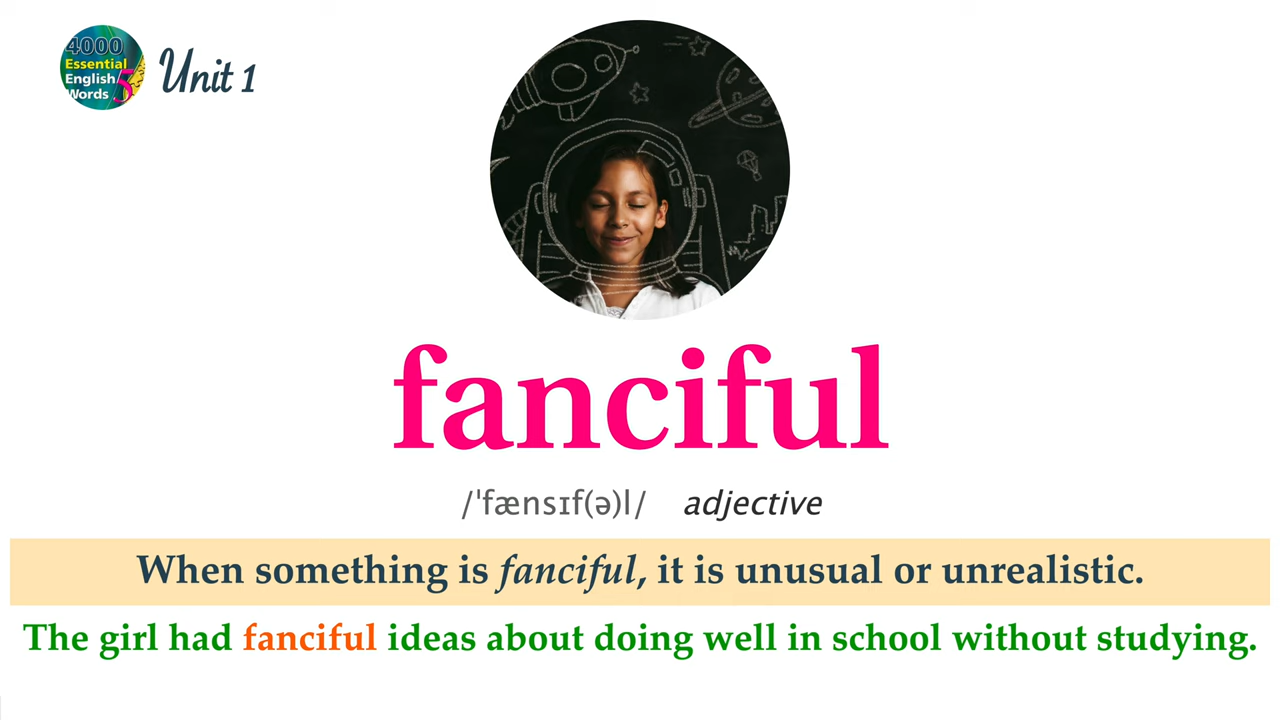 4000
Essential
English
Words 5
Unit 1
fanciful
/ˈfænsɪf(ə)l/ adjective
When something is fanciful, it is unusual or unrealistic.
The girl had fanciful ideas about doing well in school without studying.